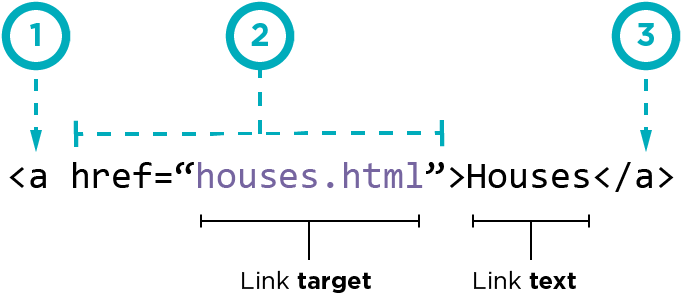 1 2 3
<a href=“houses.html”>Houses</a>
Link target Link text